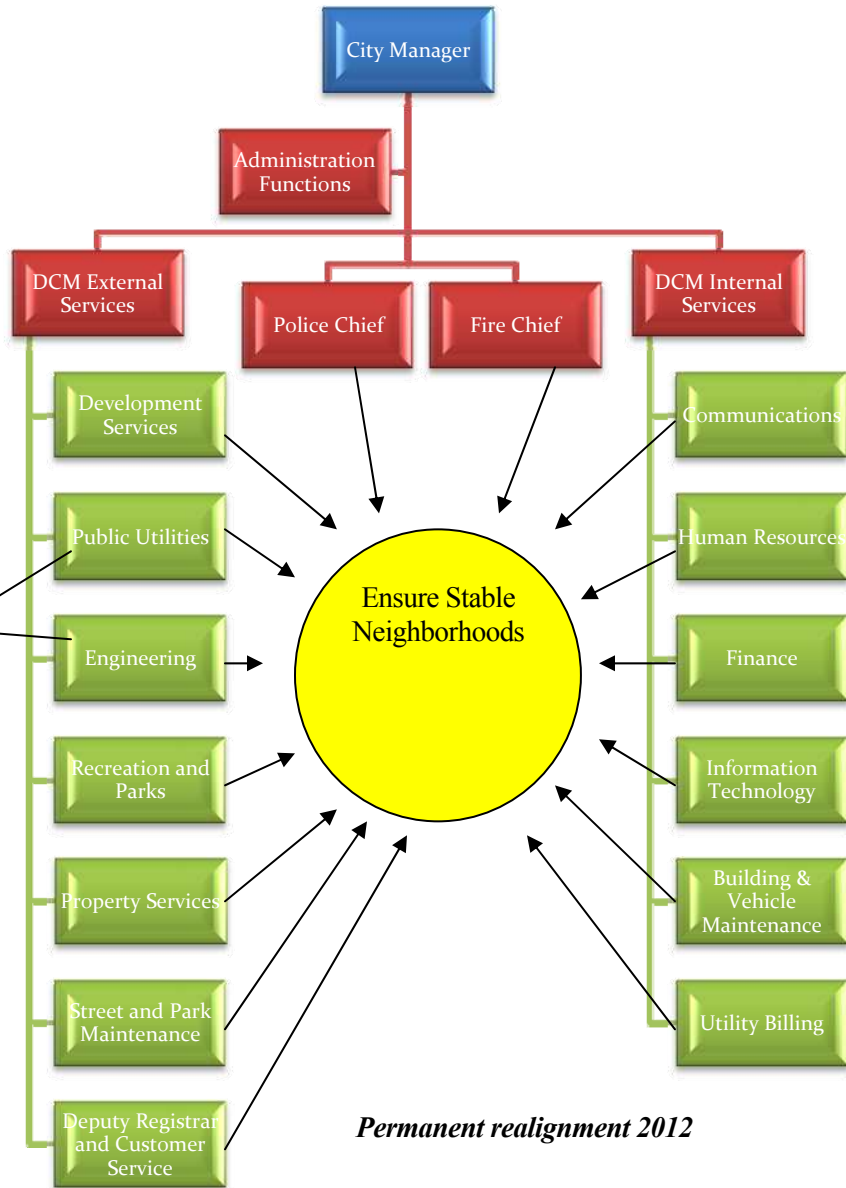 City Manager
Administration
Functions
DCM External
Services
Police Chief
Fire Chief
DCM Internal
Services
Development
Services
Public Utilities
Engineering
Recreation and
Parks
Property Services
Street and Park
Maintenance
Deputy Registrar
and Customer
Service
Ensure Stable
Neighborhoods
Communications
Human Resources
Finance
Information
Technology
Building &
Vehicle
Maintenance
Utility Billing
Permanent realignment 2012